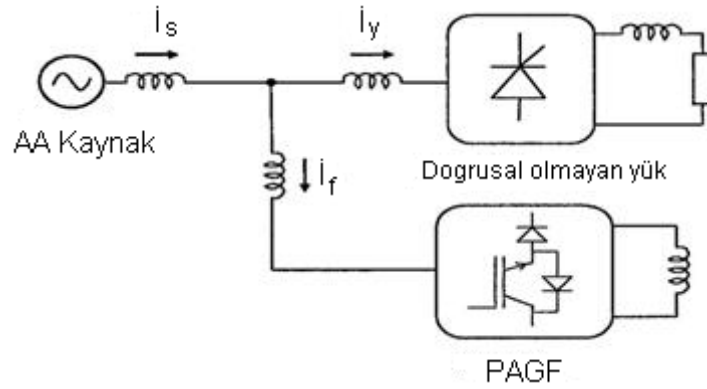 İs
İy
AA Kaynak
İf
Dogrusal olmayan yük
PAGF